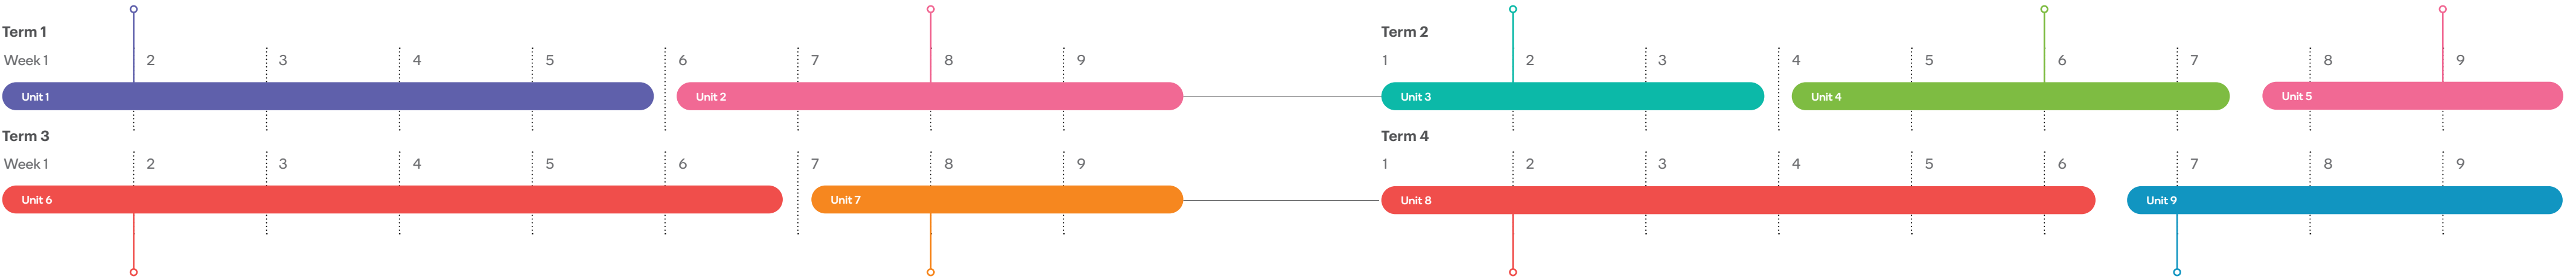 Term 1
Week 1 2 3 4 5 6 7 8 9
Unit 1 Unit 2
Term 2
1 2 3 4 5 6 7 8 9
Unit 3 Unit 4 Unit 5
Term 3
Week 1 2 3 4 5 6 7 8 9
Unit 6 Unit 7
Term 4
1 2 3 4 5 6 7 8 9
Unit 8 Unit 9